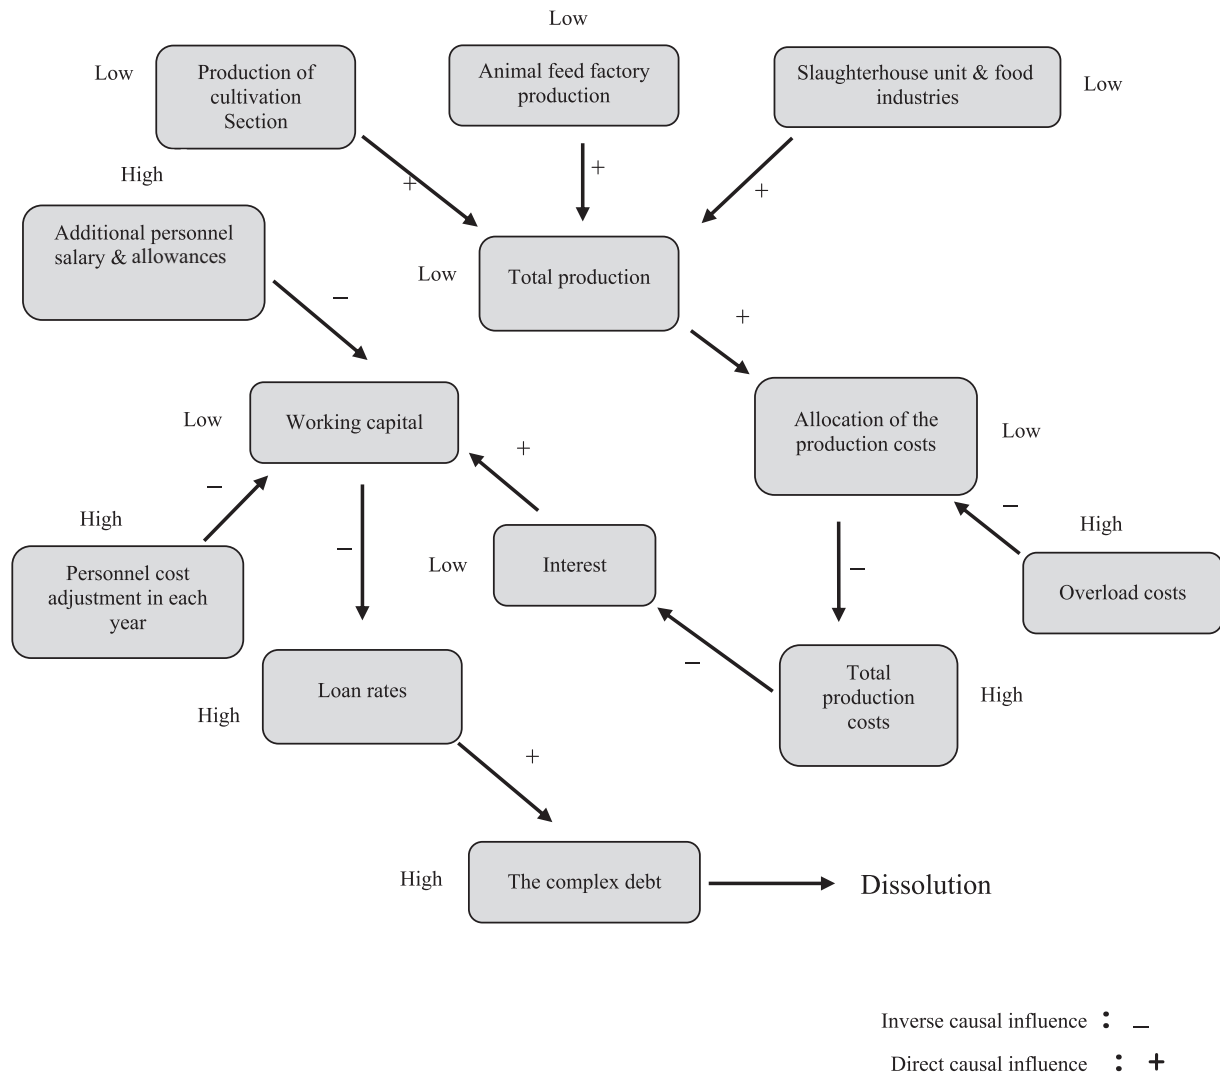 Low
Low
Production of
cultivation
Section
Animal feed factory
production
Slaughterhouse unit & food
industries
Low
High
+
+
+
Additional personnel
salary & allowances
Low
Total production
–
+
Low
Working capital
Allocation of the
production costs
Low
+
–
–
High
High
Personnel cost
adjustment in each
year
–
Low
Interest
–
Overload costs
Loan rates
High
–
Total
production
costs
High
+
High
The complex debt
Dissolution
Inverse causal influence : –
Direct causal influence : +